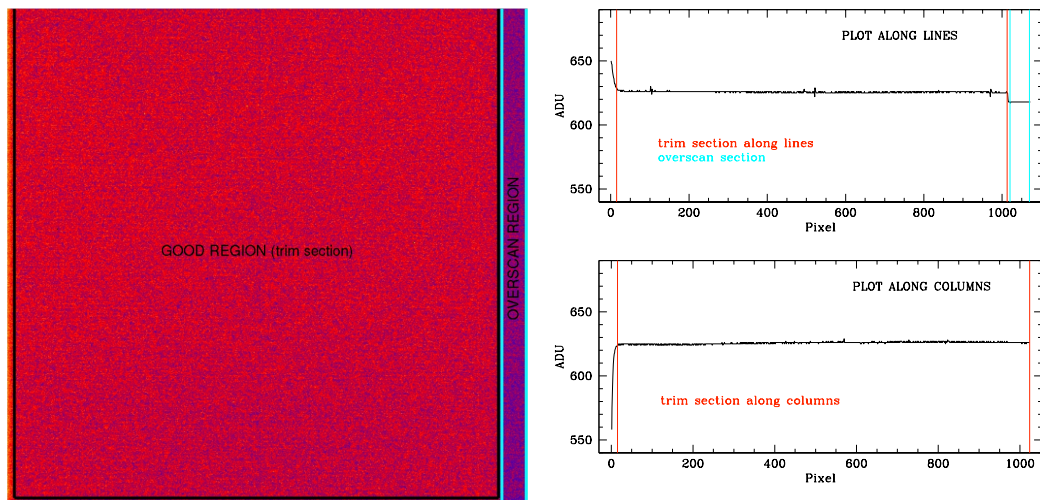 GOOD REGION (trim section)
OVERSCAN REGION
PLOT ALONG LINES
ADU
650
600
550
trim section along lines
overscan section
0 200 400 600 800 1000
Pixel
PLOT ALONG COLUMNS
ADU
650
600
550
trim section along columns
0 200 400 600 800 1000
Pixel